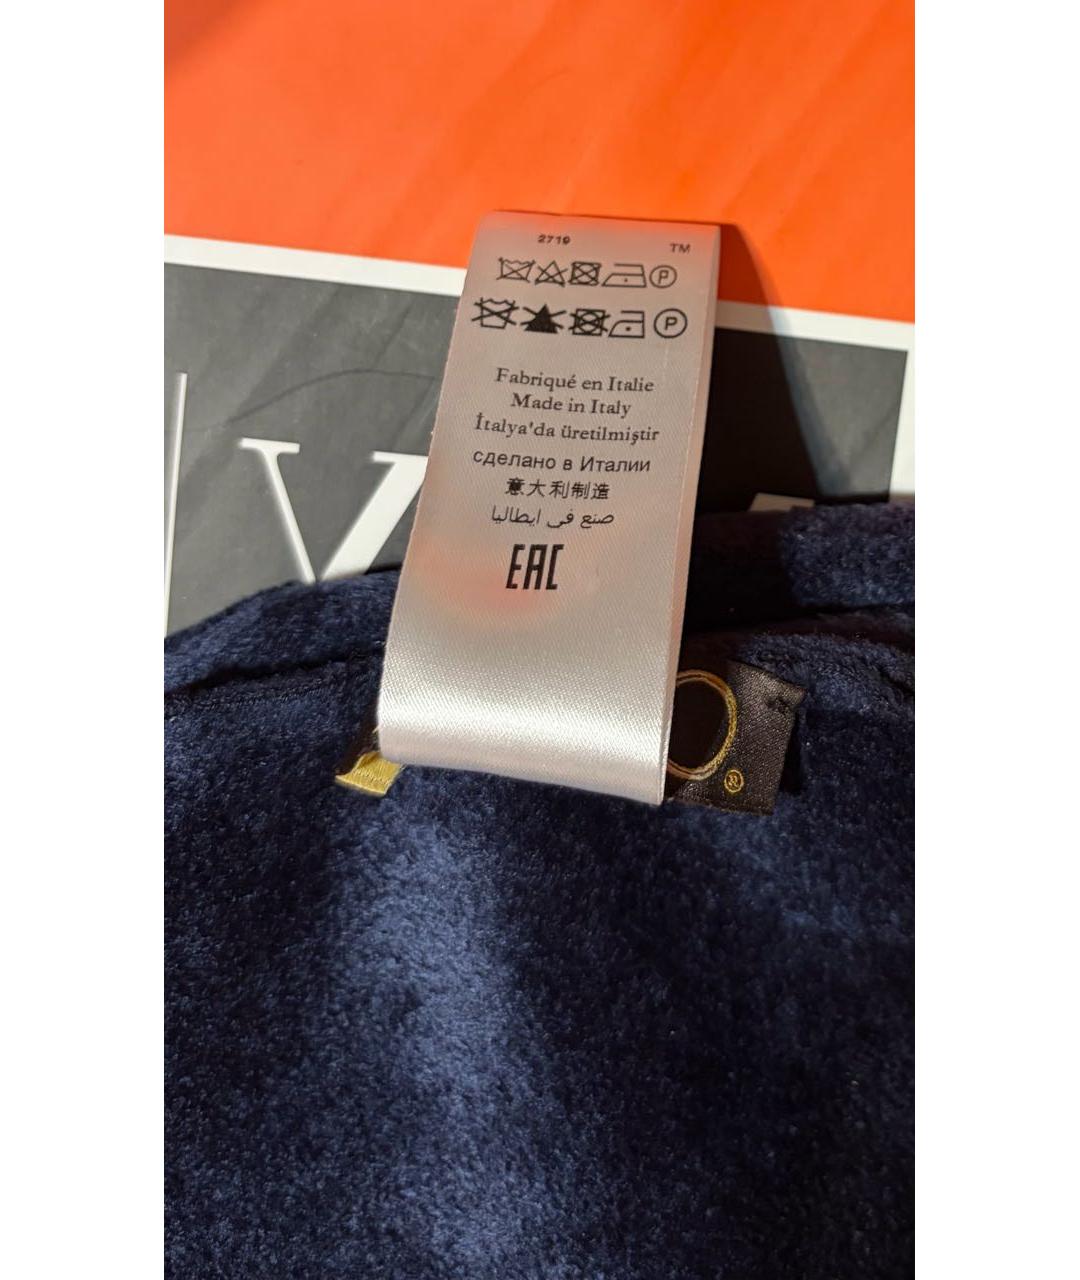 2719 TM
P
P
Fabriqué en Italie
Made in Italy
İtalya'da üretilmiştir
сделано в Италии
意大利制造
صنع في ايطاليا
EAC
®